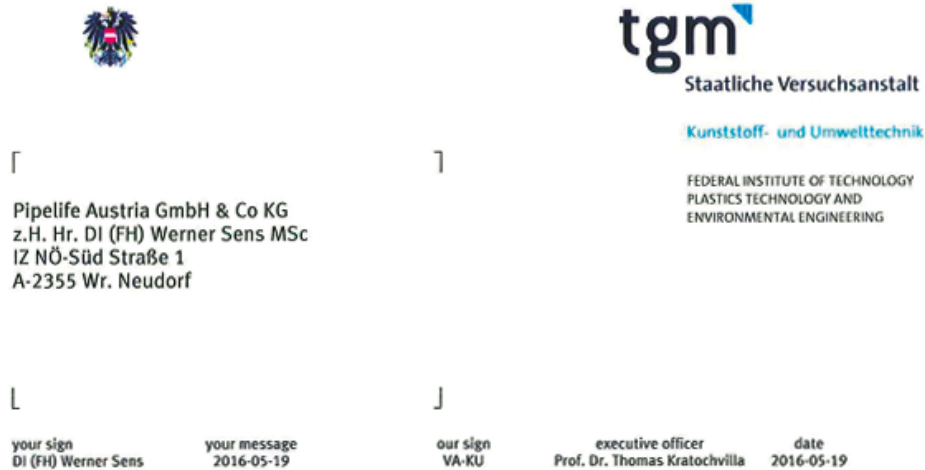 tgm
Staatliche Versuchsanstalt
Kunststoff- und Umwelttechnik
FEDERAL INSTITUTE OF TECHNOLOGY
PLASTICS TECHNOLOGY AND
ENVIRONMENTAL ENGINEERING
Pipelife Austria GmbH & Co KG
z.H. Hr. DI (FH) Werner Sens MSc
IZ NÖ-Süd Straße 1
A-2355 Wr. Neudorf
your sign your message our sign executive officer date
DI (FH) Werner Sens 2016-05-19 VA-KU Prof. Dr. Thomas Kratochvilla 2016-05-19